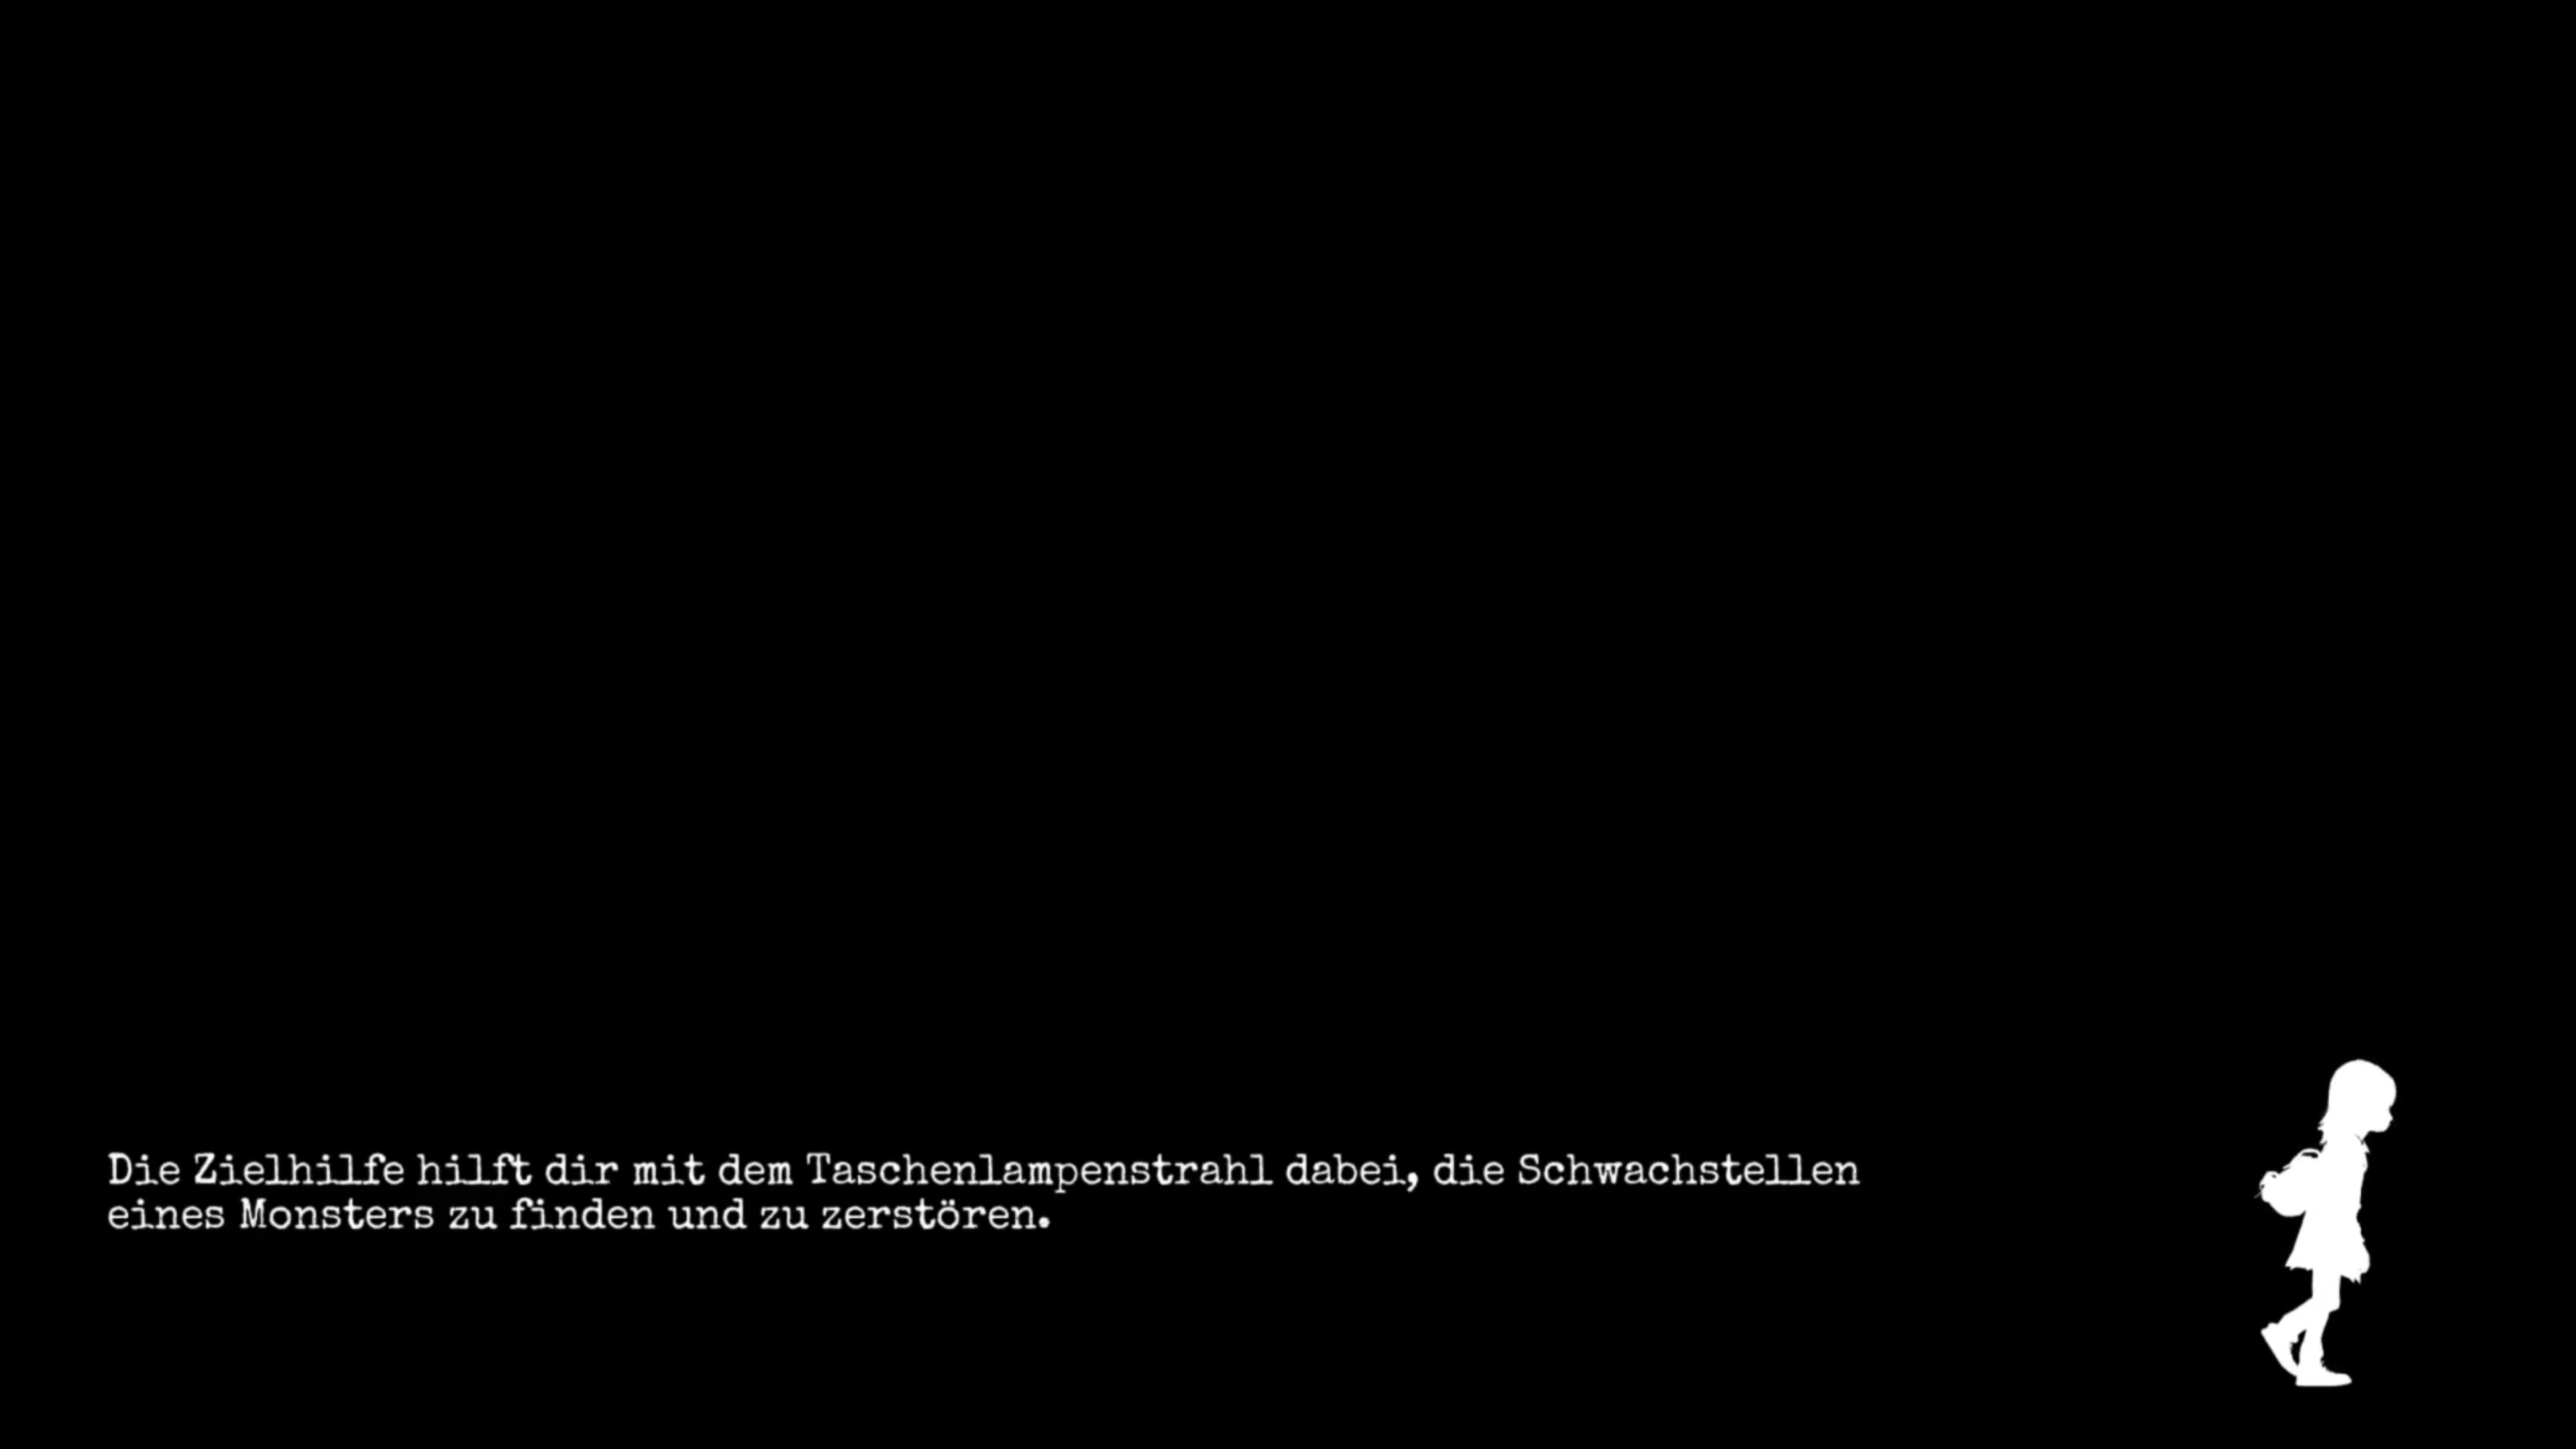 Die Zielhilfe hilft dir mit dem Taschenlampenstrahl dabei, die Schwachstellen
eines Monsters zu finden und zu zerstören.